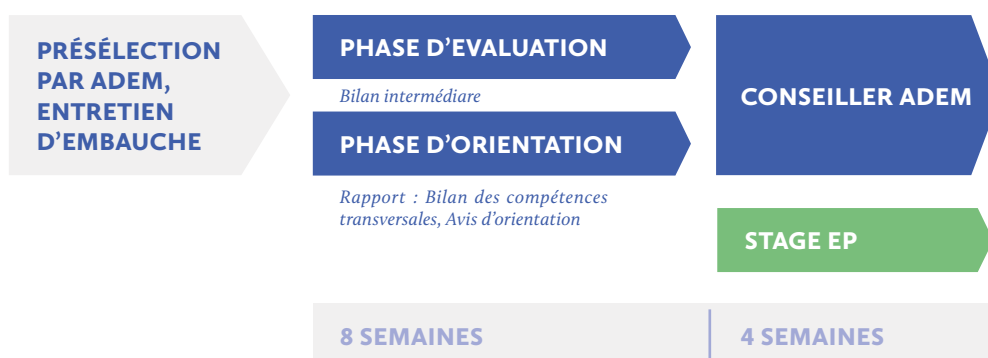 PRÉSÉLECTION
PAR ADEM,
ENTRETIEN
D'EMBAUCHE
PHASE D'EVALUATION
Bilan intermédiare
PHASE D'ORIENTATION
Rapport : Bilan des compétences
transversales, Avis d'orientation
CONSEILLER ADEM
STAGE EP
8 SEMAINES
4 SEMAINES